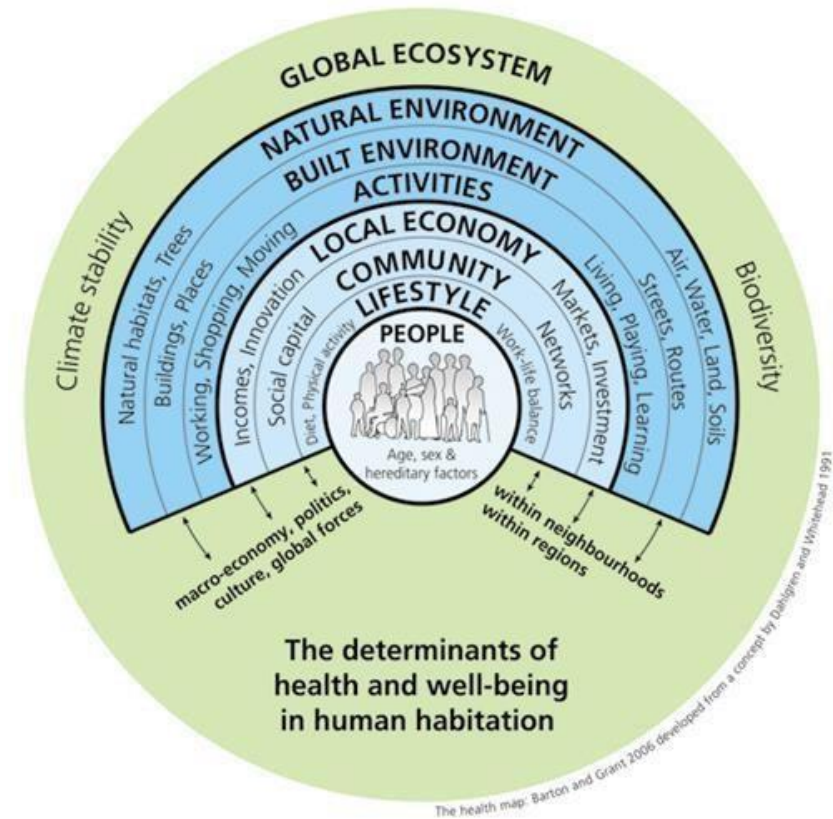 GLOBAL ECOSYSTEM
NATURAL ENVIRONMENT
BUILT ENVIRONMENT
ACTIVITIES
LOCAL ECONOMY
COMMUNITY
LIFESTYLE
PEOPLE
Age, sex &
hereditary factors
Climate stability
Natural habitats, Trees
Buildings, Places
Working, Shopping, Moving
Incomes, Innovation
Social capital
Diet, Physical activity
Work-life balance
Networks
Markets, Investment
Living, Playing, Learning
Streets, Routes
Air, Water, Land, Soils
Biodiversity
macro-economy, politics,
culture, global forces
within neighbourhoods
within regions
The determinants of
health and well-being
in human habitation
The health map: Barton and Grant 2006 developed from a concept by Dahlgren and Whitehead 1991